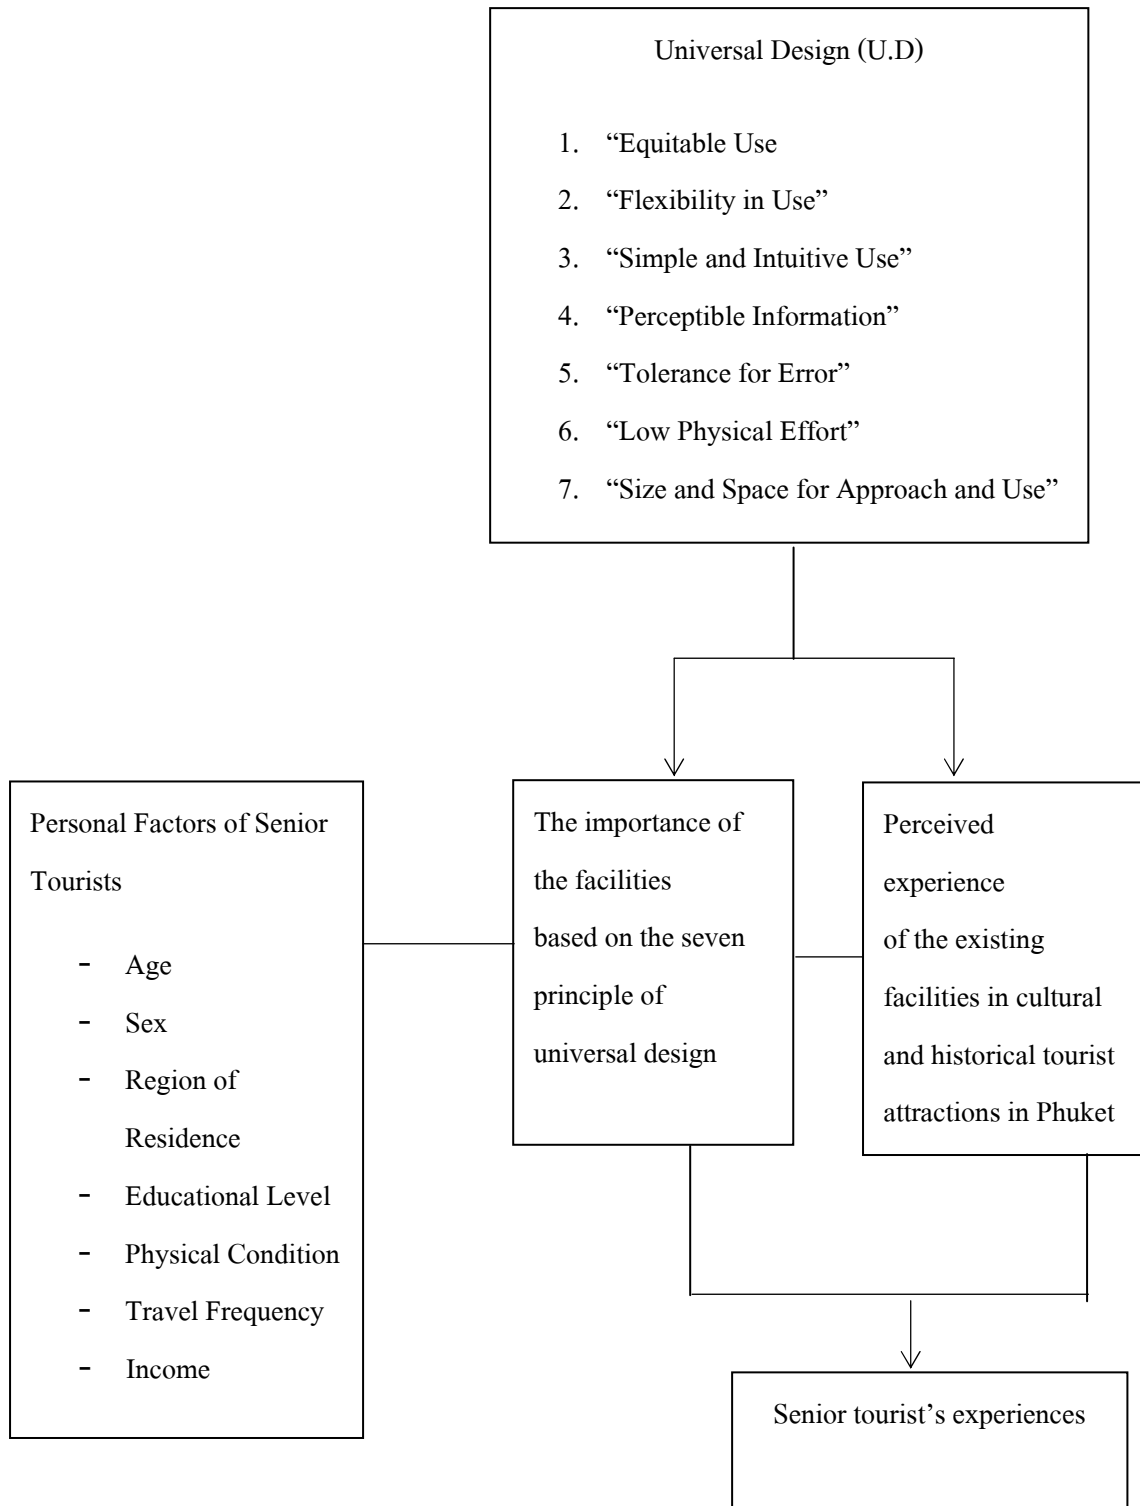 Universal Design (U.D)
1. “Equitable Use
2. “Flexibility in Use”
3. “Simple and Intuitive Use”
4. “Perceptible Information”
5. “Tolerance for Error”
6. “Low Physical Effort”
7. “Size and Space for Approach and Use”
Personal Factors of Senior
Tourists
- Age
- Sex
- Region of
Residence
- Educational Level
- Physical Condition
- Travel Frequency
- Income
The importance of
the facilities
based on the seven
principle of
universal design
Perceived
experience
of the existing
facilities in cultural
and historical tourist
attractions in Phuket
Senior tourist’s experiences